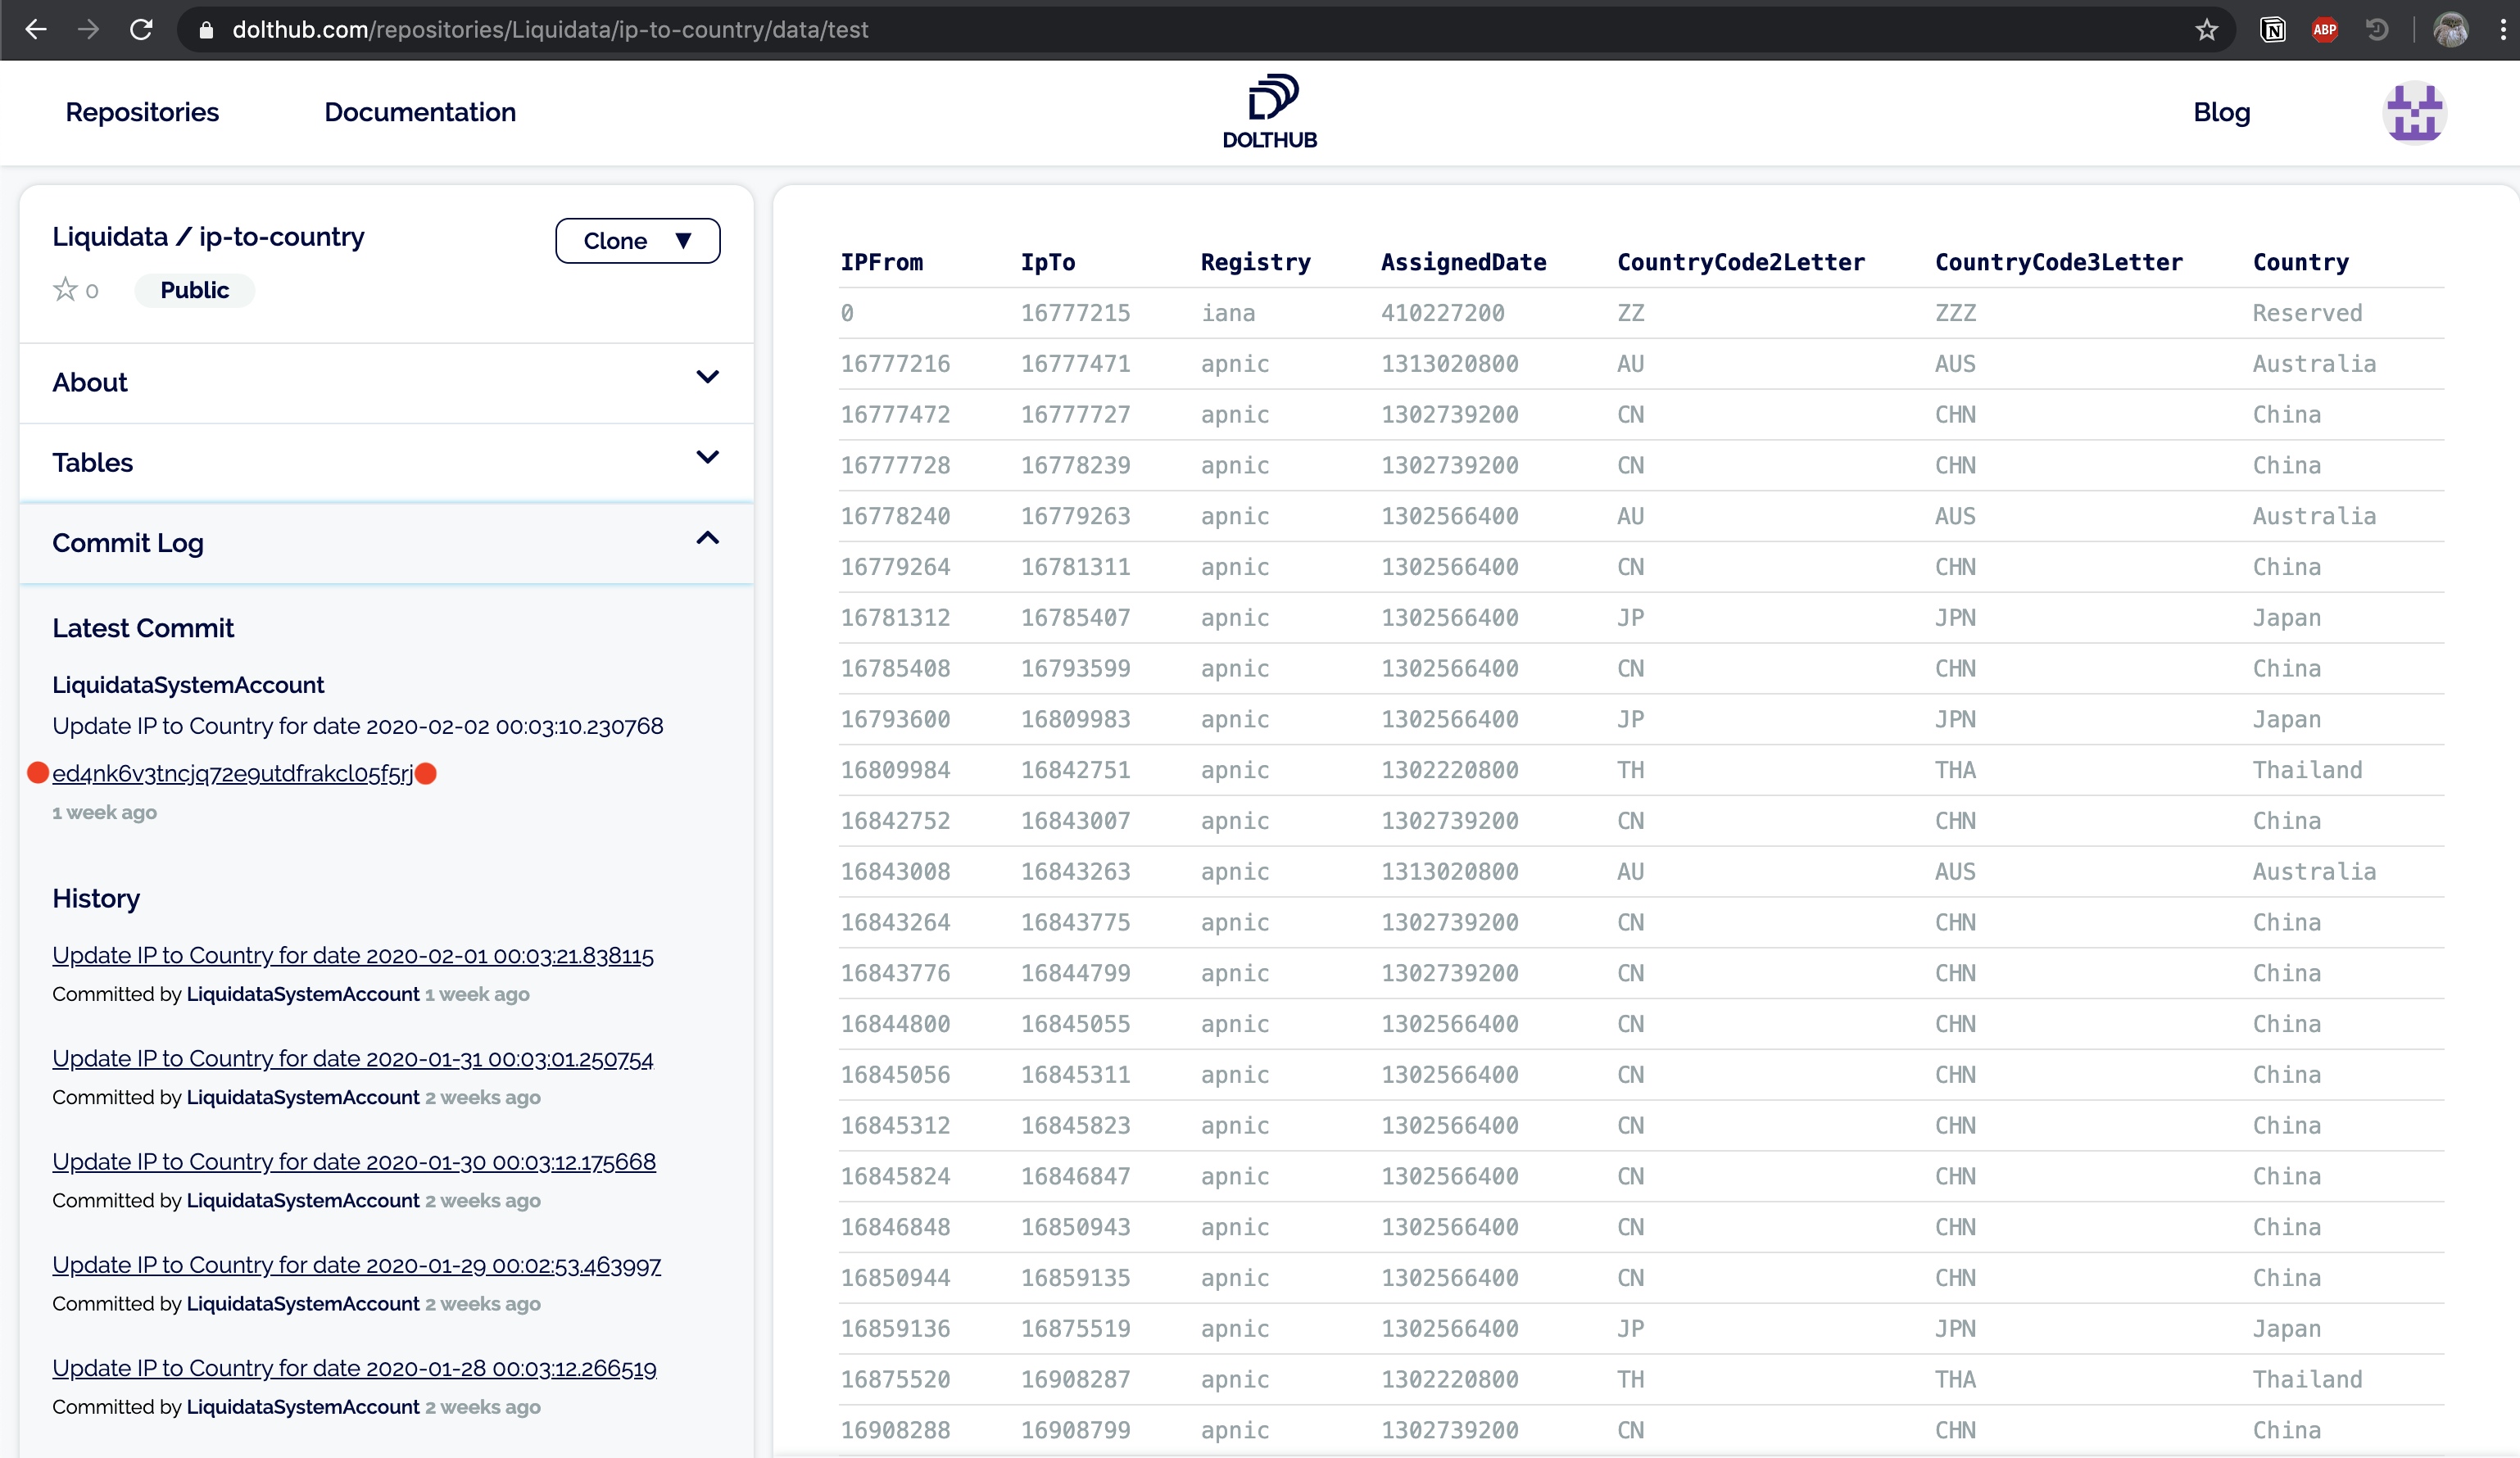 dolthub.com/repositories/Liquidata/ip-to-country/data/test
N
ABP
Repositories Documentation DOLTHUB Blog
Liquidata / ip-to-country Clone ▼
0 Public
About
Tables
Commit Log
Latest Commit
LiquidataSystemAccount
Update IP to Country for date 2020-02-02 00:03:10.230768
ed4nk6v3tncjq72e9utdfrakcl05f5rj
1 week ago
History
Update IP to Country for date 2020-02-01 00:03:21.838115
Committed by LiquidataSystemAccount 1 week ago
Update IP to Country for date 2020-01-31 00:03:01.250754
Committed by LiquidataSystemAccount 2 weeks ago
Update IP to Country for date 2020-01-30 00:03:12.175668
Committed by LiquidataSystemAccount 2 weeks ago
Update IP to Country for date 2020-01-29 00:02:53.463997
Committed by LiquidataSystemAccount 2 weeks ago
Update IP to Country for date 2020-01-28 00:03:12.266519
Committed by LiquidataSystemAccount 2 weeks ago
IPFrom IpTo Registry AssignedDate CountryCode2Letter CountryCode3Letter Country
0 16777215 iana 410227200 ZZ ZZZ Reserved
16777216 16777471 apnic 1313020800 AU AUS Australia
16777472 16777727 apnic 1302739200 CN CHN China
16777728 16778239 apnic 1302739200 CN CHN China
16778240 16779263 apnic 1302566400 AU AUS Australia
16779264 16781311 apnic 1302566400 CN CHN China
16781312 16785407 apnic 1302566400 JP JPN Japan
16785408 16793599 apnic 1302566400 CN CHN China
16793600 16809983 apnic 1302566400 JP JPN Japan
16809984 16842751 apnic 1302220800 TH THA Thailand
16842752 16843007 apnic 1302739200 CN CHN China
16843008 16843263 apnic 1313020800 AU AUS Australia
16843264 16843775 apnic 1302739200 CN CHN China
16843776 16844799 apnic 1302739200 CN CHN China
16844800 16845055 apnic 1302566400 CN CHN China
16845056 16845311 apnic 1302566400 CN CHN China
16845312 16845823 apnic 1302566400 CN CHN China
16845824 16846847 apnic 1302566400 CN CHN China
16846848 16850943 apnic 1302566400 CN CHN China
16850944 16859135 apnic 1302566400 CN CHN China
16859136 16875519 apnic 1302566400 JP JPN Japan
16875520 16908287 apnic 1302220800 TH THA Thailand
16908288 16908799 apnic 1302739200 CN CHN China